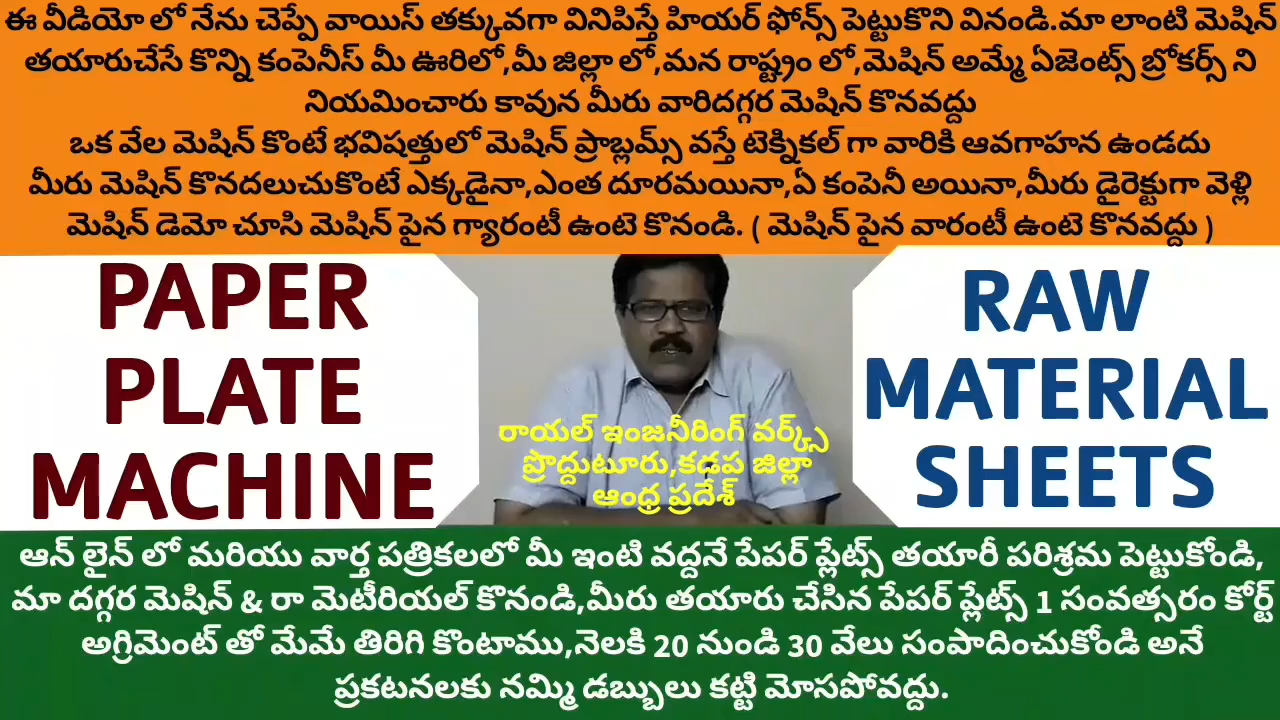 ఈ వీడియో లో నేను చెప్పే వాయిస్ తక్కువగా వినిపిస్తే హియర్ ఫోన్స్ పెట్టుకొని వినండి.మా లాంటి మెషిన్
తయారుచేసే కొన్ని కంపెనీస్ మీ ఊరిలో,మీ జిల్లా లో,మన రాష్ట్రం లో,మెషిన్ అమ్మే ఏజెంట్స్ బ్రోకర్స్ ని
నియమించారు కావున మీరు వారిదగ్గర మెషిన్ కొనవద్దు
ఒక వేల మెషిన్ కొంటే భవిషత్తులో మెషిన్ ప్రాబ్లమ్స్ వస్తే టెక్నికల్ గా వారికి ఆవగాహన ఉండదు
మీరు మెషిన్ కొనదలుచుకొంటే ఎక్కడైనా,ఎంత దూరమయినా,ఏ కంపెనీ అయినా,మీరు డైరెక్టుగా వెళ్లి
మెషిన్ డెమో చూసి మెషిన్ పైన గ్యారంటీ ఉంటె కొనండి. ( మెషిన్ పైన వారంటీ ఉంటె కొనవద్దు )
PAPER
PLATE
MACHINE
రాయల్ ఇంజనీరింగ్ వర్క్స్
ప్రొద్దుటూరు,కడప జిల్లా
ఆంధ్ర ప్రదేశ్
RAW
MATERIAL
SHEETS
ఆన్ లైన్ లో మరియు వార్త పత్రికలలో మీ ఇంటి వద్దనే పేపర్ ప్లేట్స్ తయారీ పరిశ్రమ పెట్టుకోండి,
మా దగ్గర మెషిన్ & రా మెటీరియల్ కొనండి,మీరు తయారు చేసిన పేపర్ ప్లేట్స్ 1 సంవత్సరం కోర్ట్
అగ్రిమెంట్ తో మేమే తిరిగి కొంటాము,నెలకి 20 నుండి 30 వేలు సంపాదించుకోండి అనే
ప్రకటనలకు నమ్మి డబ్బులు కట్టి మోసపోవద్దు.